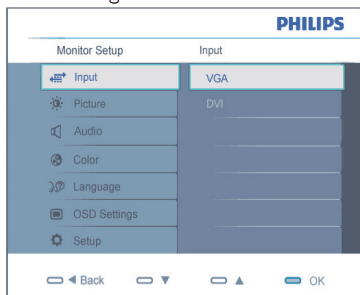 PHILIPS
Monitor Setup
Input
Input
VGA
Picture
DVI
Audio
Color
Language
OSD Settings
Setup
Back
OK